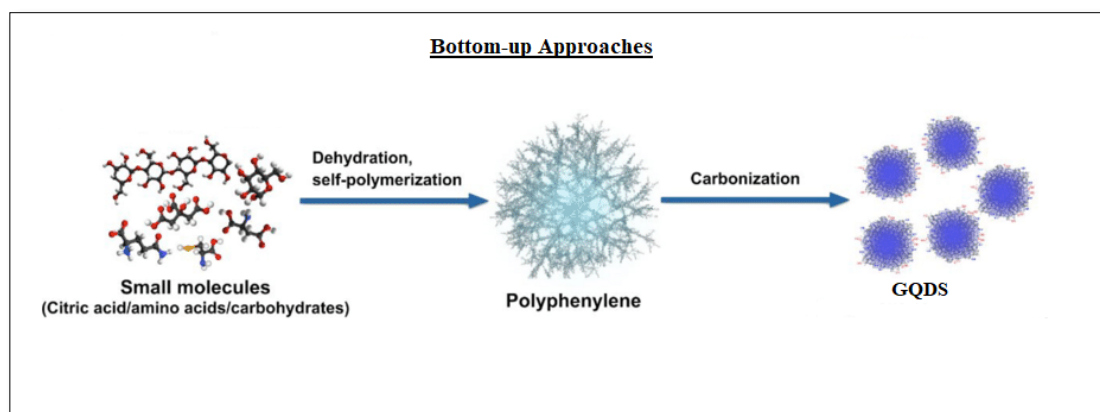 Bottom-up Approaches
Dehydration,
self-polymerization
Carbonization
Small molecules
(Citric acid/amino acids/carbohydrates)
Polyphenylene
GQDS